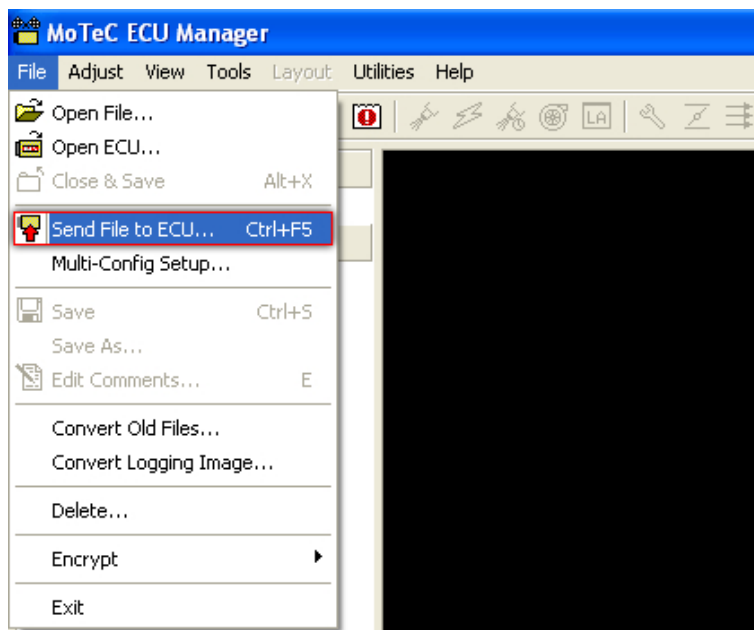 MoTeC ECU Manager
File Adjust View Tools Layout Utilities Help
Open File...
Open ECU...
Close & Save Alt+X
LA
Send File to ECU... Ctrl+F5
Multi-Config Setup...
Save Ctrl+S
Save As...
Edit Comments... E
Convert Old Files...
Convert Logging Image...
Delete...
Encrypt
Exit